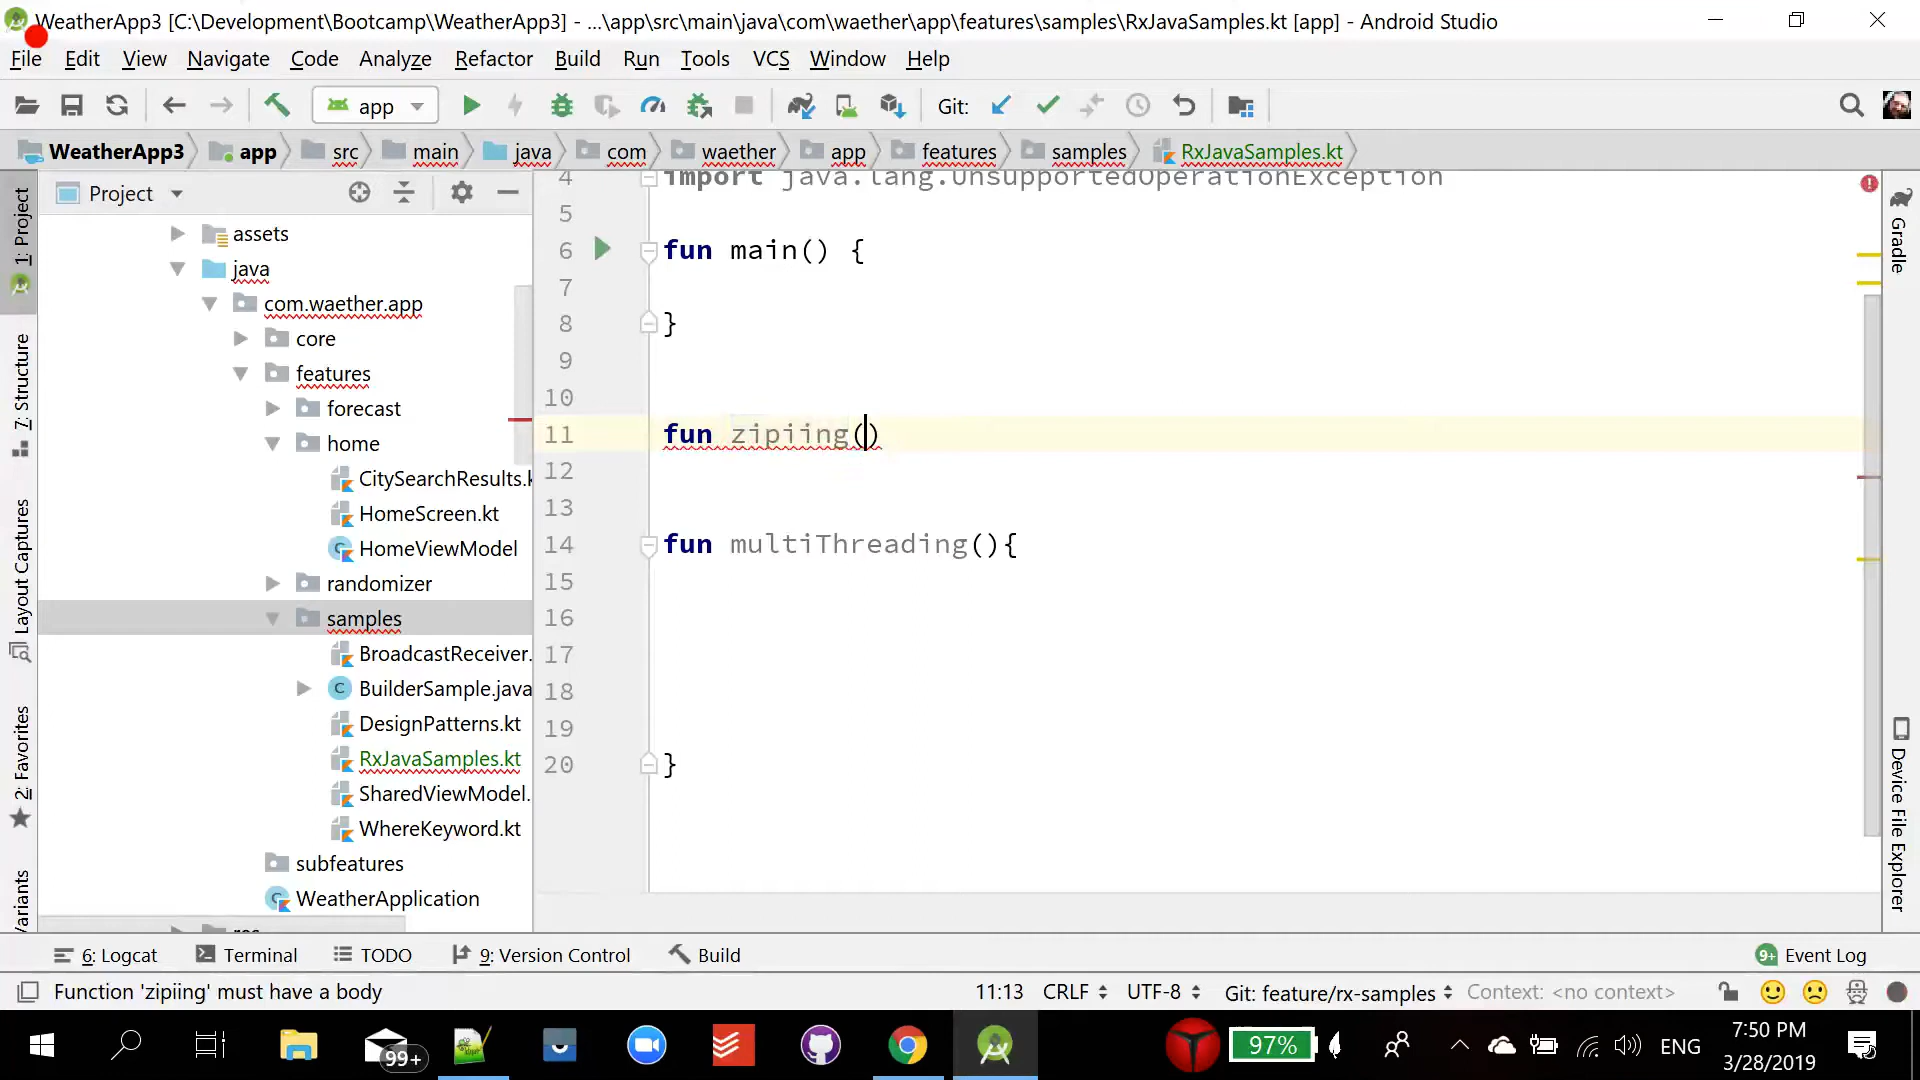 WeatherApp3 [C:\Development\Bootcamp\WeatherApp3] - ...\app\src\main\java\com\waether\app\features\samples\RxJavaSamples.kt [app] - Android Studio
File Edit View Navigate Code Analyze Refactor Build Run Tools VCS Window Help
app Git:
WeatherApp3 app src main java com waether app features samples RxJavaSamples.kt
1: Project
7: Structure
Layout Captures
2: Favorites
Project
assets
java
com.waether.app
core
features
forecast
home
CitySearchResults.k
HomeScreen.kt
HomeViewModel
randomizer
samples
BroadcastReceiver.
BuilderSample.java
DesignPatterns.kt
RxJavaSamples.kt
SharedViewModel.
WhereKeyword.kt
subfeatures
WeatherApplication
4 import java.lang.UnsupportedOperationException
5
6 fun main() {
7
8 }
9
10
11 fun zipiing()
12
13
14 fun multiThreading(){
15
16
17
18
19
20 }
Gradle
Device File Explorer
6: Logcat Terminal TODO 9: Version Control Build 9+ Event Log
Function 'zipiing' must have a body 11:13 CRLF UTF-8 Git: feature/rx-samples Context: <no context>
99+ 97% ENG 7:50 PM
3/28/2019